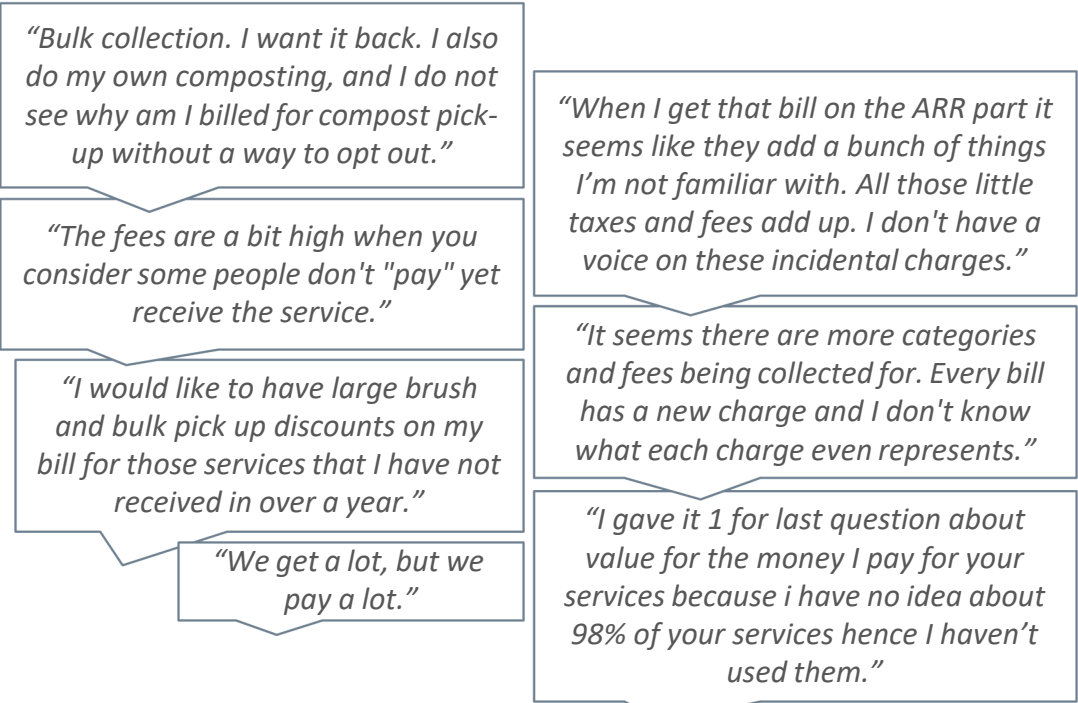 “Bulk collection. I want it back. I also
do my own composting, and I do not
see why am I billed for compost pick-
up without a way to opt out.”
“The fees are a bit high when you
consider some people don't "pay" yet
receive the service.”
“I would like to have large brush
and bulk pick up discounts on my
bill for those services that I have not
received in over a year.”
“We get a lot, but we
pay a lot.”
“When I get that bill on the ARR part it
seems like they add a bunch of things
I’m not familiar with. All those little
taxes and fees add up. I don't have a
voice on these incidental charges.”
“It seems there are more categories
and fees being collected for. Every bill
has a new charge and I don't know
what each charge even represents.”
“I gave it 1 for last question about
value for the money I pay for your
services because i have no idea about
98% of your services hence I haven’t
used them.”